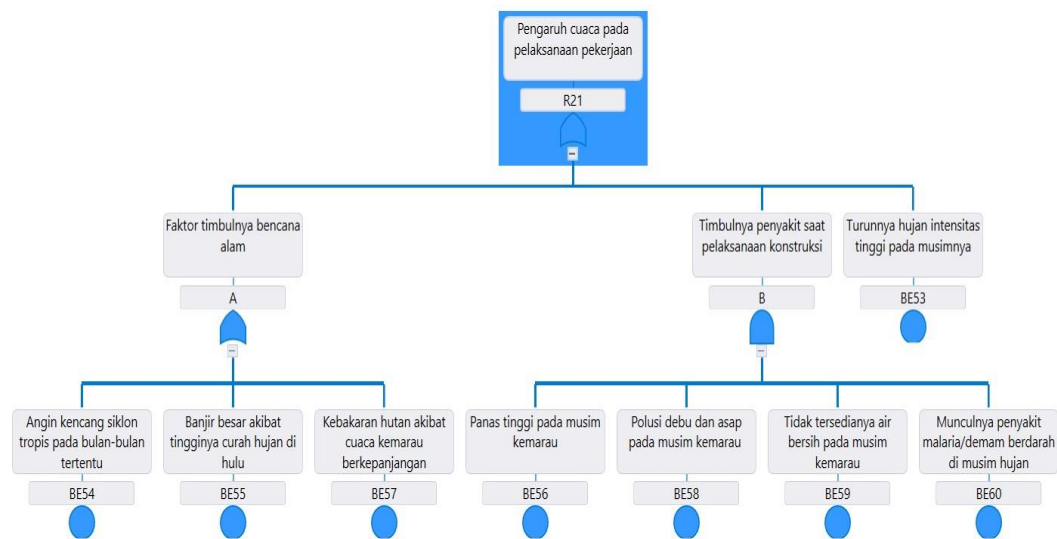 Pengaruh cuaca pada
pelaksanaan pekerjaan
R21
Faktor timbulnya bencana
alam
A
Timbulnya penyakit saat
pelaksanaan konstruksi
B
Turunnya hujan intensitas
tinggi pada musimnya
BE53
Angin kencang siklon
tropis pada bulan-bulan
tertentu
BE54
Banjir besar akibat
tingginya curah hujan di
hulu
BE55
Kebakaran hutan akibat
cuaca kemarau
berkepanjangan
BE57
Panas tinggi pada musim
kemarau
BE56
Polusi debu dan asap
pada musim kemarau
BE58
Tidak tersedianya air
bersih pada musim
kemarau
BE59
Munculnya penyakit
malaria/demam berdarah
di musim hujan
BE60